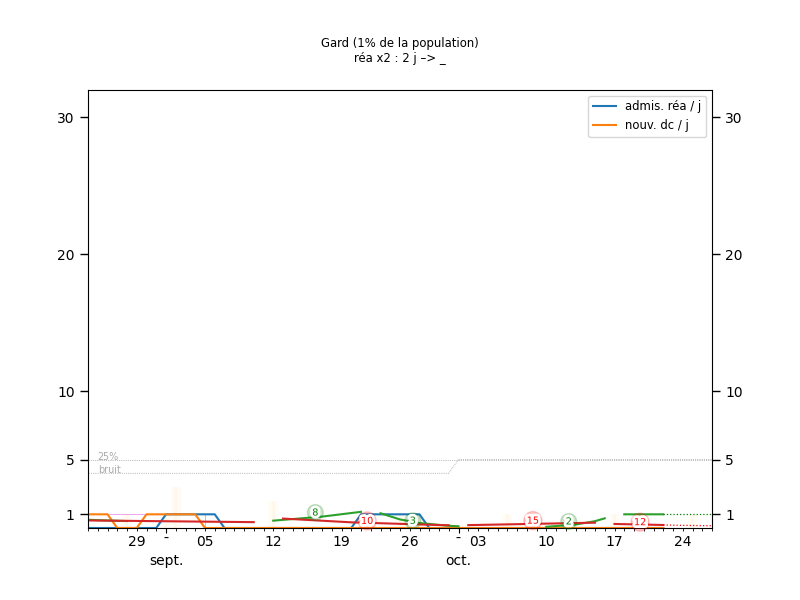 Gard (1% de la population)
réa x2 : 2 j –> _
admis. réa / j
nouv. dc / j
30 30
20 20
10 10
25%
5 5
bruit
8
1 10 3 15 2 12 1
29 - 05 12 19 26 - 03 10 17 24
sept. oct.